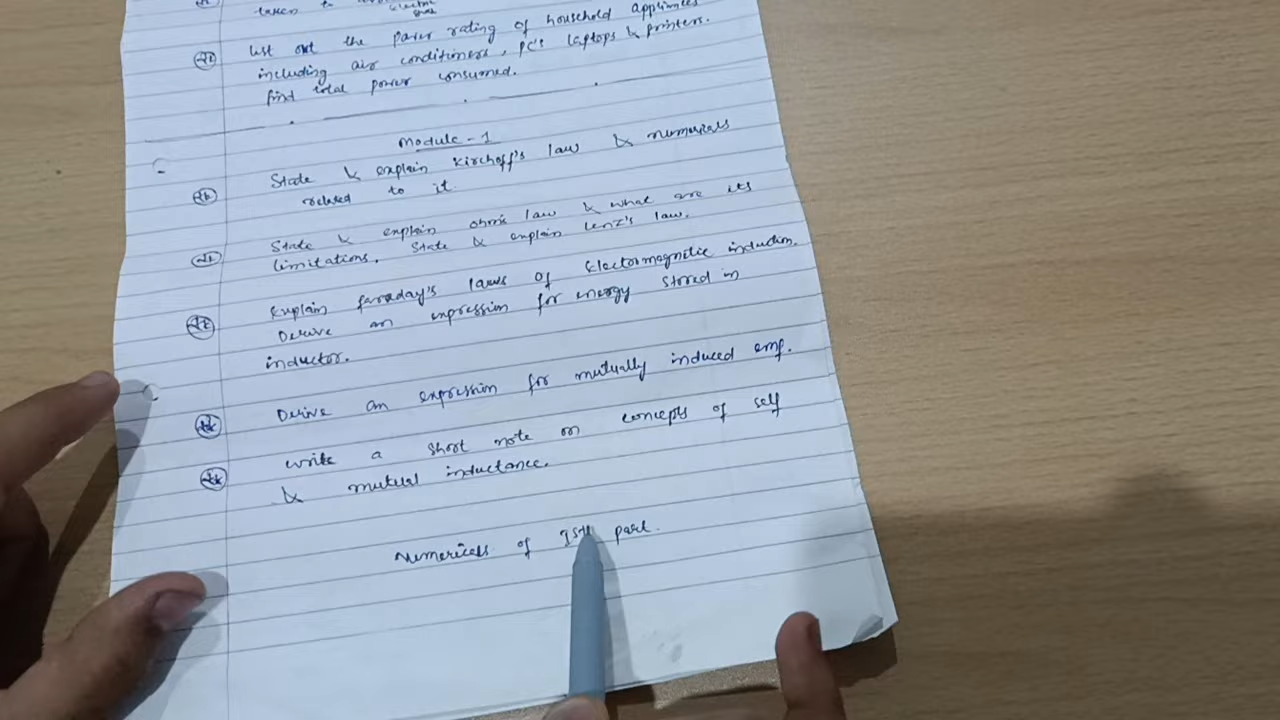 taken to
electric
List out the power rating of household appliances
including air conditioners, PC's laptops & printers.
find total power consumed.
Module - 1
State & explain Kirchoff's law & numericals
related to it
State & explain ohm's law & what are its
limitations. State & explain Lenz's law.
Explain faraday's laws of Electromagnetic induction.
Derive an expression for energy stored in
inductor.
Derive an expression for mutually induced emf.
write a short note on concepts of self
& mutual inductance.
Numericals of part.